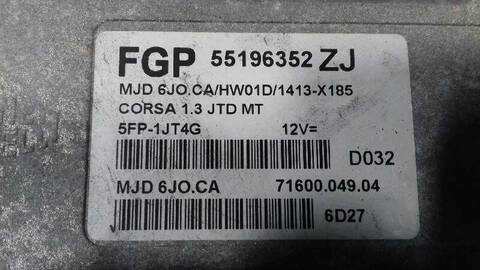 FGP 55196352 ZJ
MJD 6JO.CA/HW01D/1413-X185
CORSA 1.3 JTD MT
5FP-1JT4G 12V=
D032
MJD 6JO.CA 71600.049.04
6D27